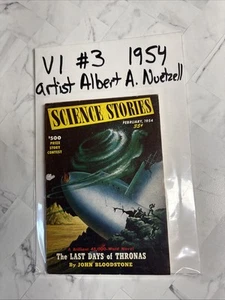 V1 #3 1954
artist Albert A. Nuetzell
SCIENCE STORIES
FEBRUARY, 1954
35¢
$500
PRIZE
STORY
CONTEST
The LAST DAYS of THRONAS
By JOHN BLOODSTONE